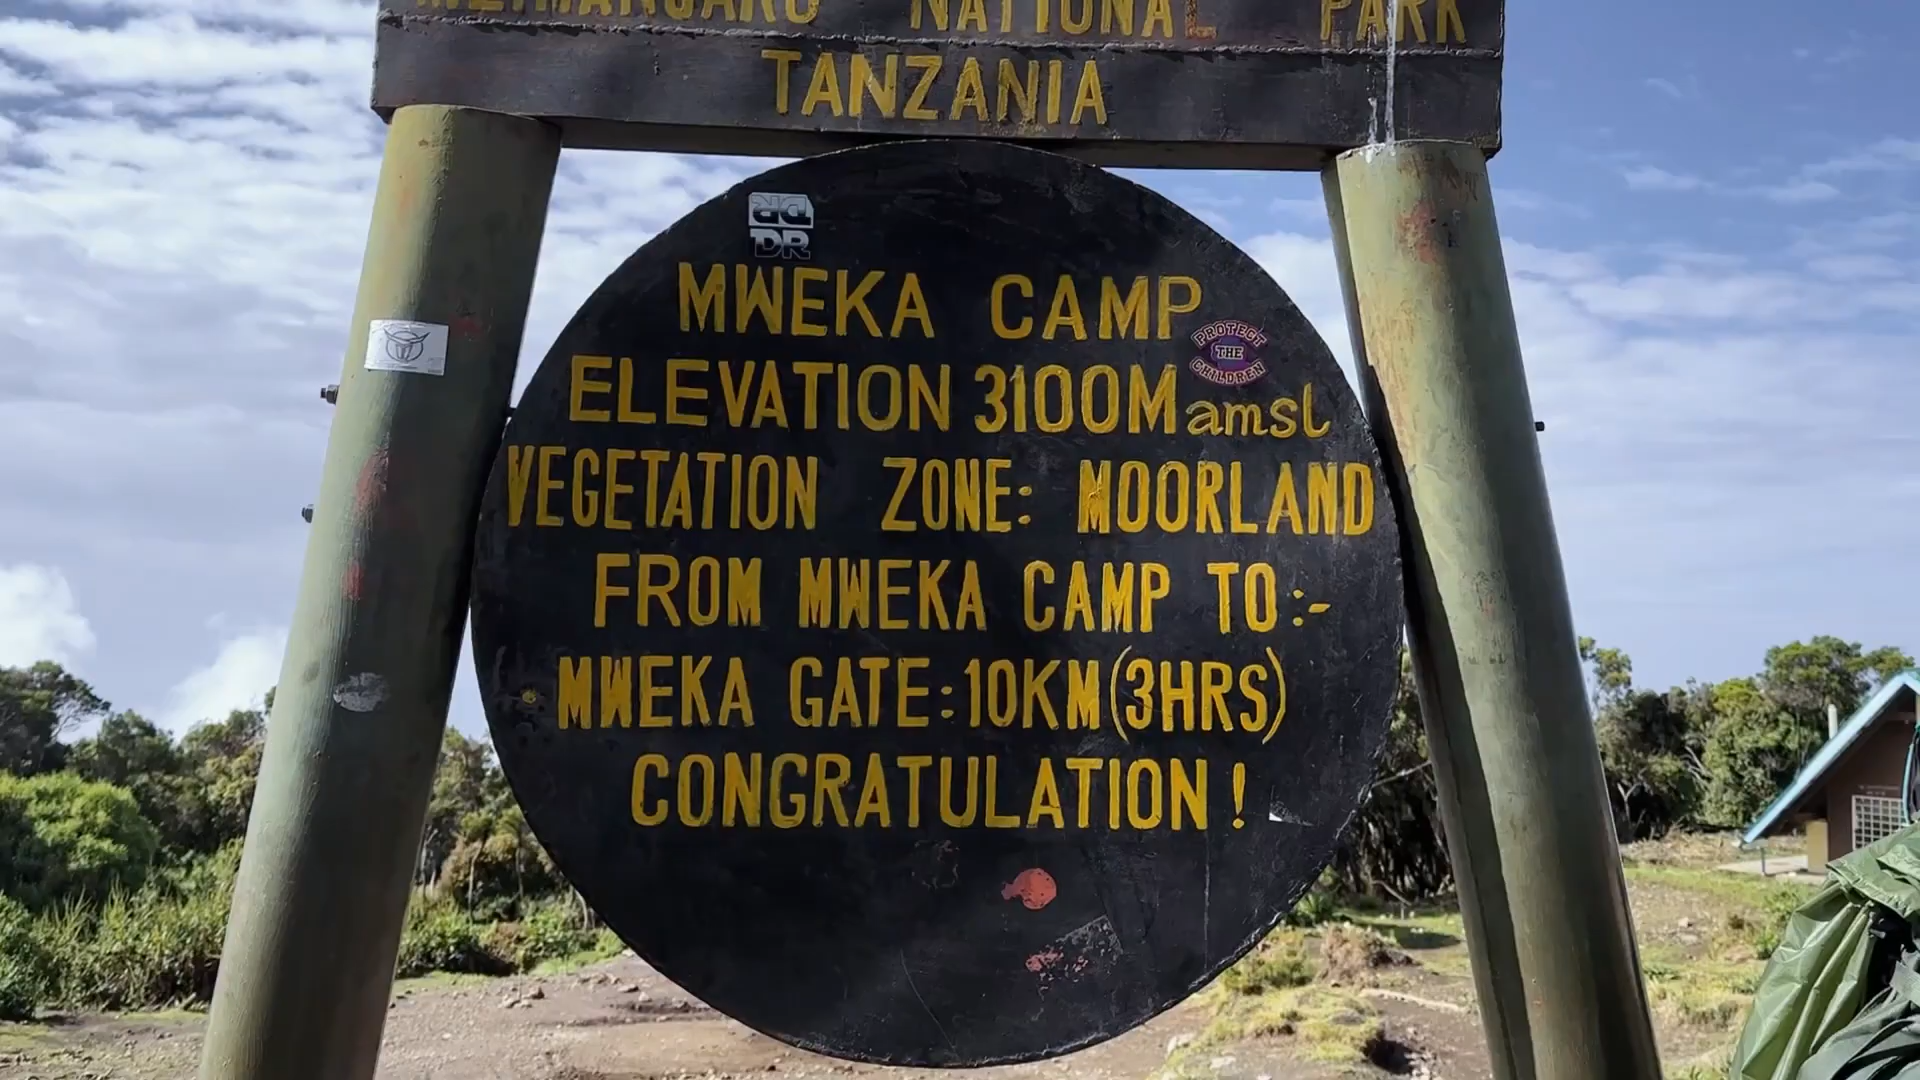 KILIMANJARO NATIONAL PARK
TANZANIA
DR
MWEKA CAMP
PROTECT
THE
CHILDREN
ELEVATION 3100M amsl
VEGETATION ZONE: MOORLAND
FROM MWEKA CAMP TO:-
MWEKA GATE:10KM(3HRS)
CONGRATULATION!